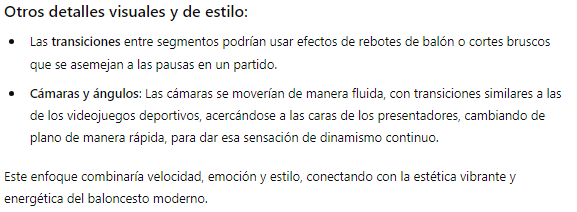 Otros detalles visuales y de estilo:
• Las transiciones entre segmentos podrían usar efectos de rebotes de balón o cortes bruscos
que se asemejan a las pausas en un partido.
• Cámaras y ángulos: Las cámaras se moverían de manera fluida, con transiciones similares a las
de los videojuegos deportivos, acercándose a las caras de los presentadores, cambiando de
plano de manera rápida, para dar esa sensación de dinamismo continuo.
Este enfoque combinaría velocidad, emoción y estilo, conectando con la estética vibrante y
energética del baloncesto moderno.